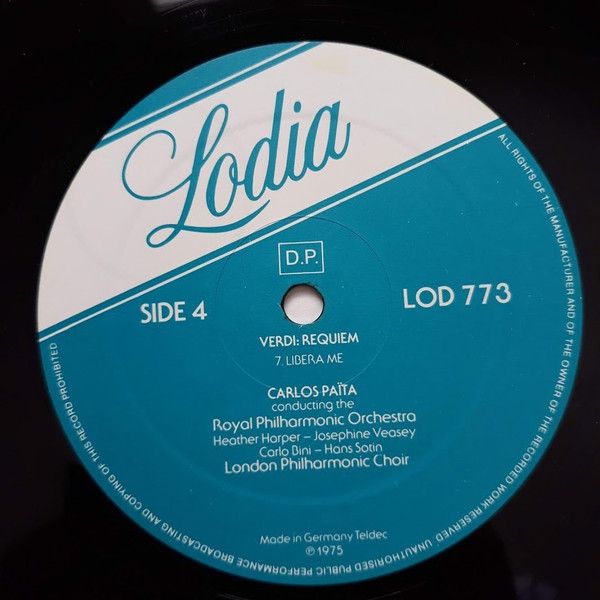 Lodia
D.P.
SIDE 4
LOD 773
VERDI: REQUIEM
7. LIBERA ME
CARLOS PAÏTA
conducting the
Royal Philharmonic Orchestra
Heather Harper – Josephine Veasey
Carlo Bini – Hans Sotin
London Philharmonic Choir
Made in Germany Teldec
℗ 1975
ALL RIGHTS OF THE MANUFACTURER AND OF THE OWNER OF THE RECORDED WORK RESERVED. UNAUTHORISED PUBLIC PERFORMANCE BROADCASTING AND COPYING OF THIS RECORD PROHIBITED